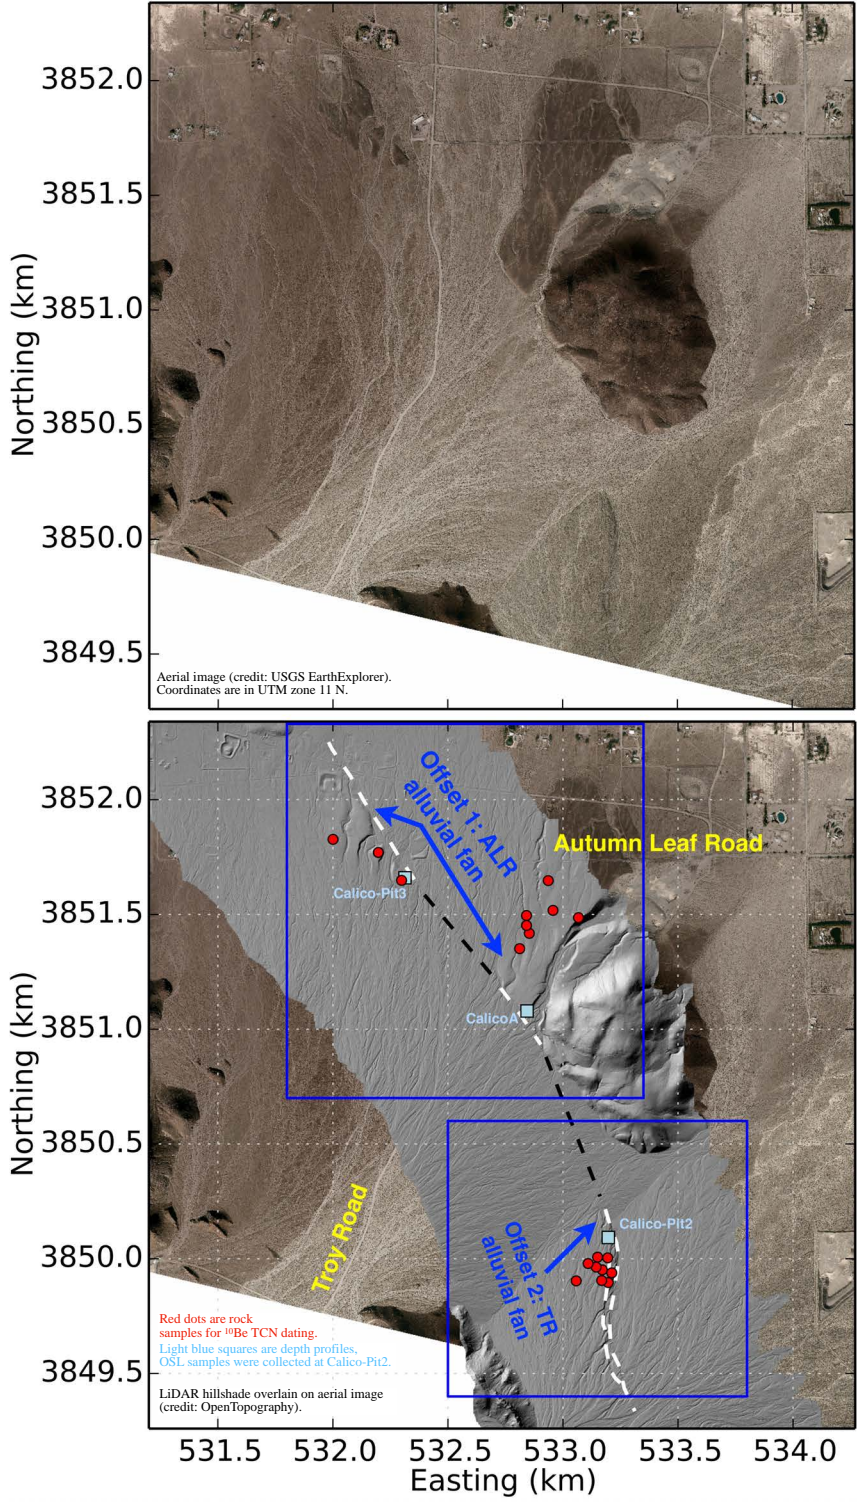 3852.0
3851.5
3851.0
3850.5
3850.0
3849.5
Northing (km)
Aerial image (credit: USGS EarthExplorer).
Coordinates are in UTM zone 11 N.
3852.0
3851.5
3851.0
3850.5
3850.0
3849.5
Northing (km)
Offset 1: ALR
alluvial fan
Autumn Leaf Road
Calico-Pit3
CalicoA
Troy Road
Offset 2: TR
alluvial fan
Calico-Pit2
Red dots are rock
samples for ¹⁰Be TCN dating.
Light blue squares are depth profiles,
OSL samples were collected at Calico-Pit2.
LiDAR hillshade overlain on aerial image
(credit: OpenTopography).
531.5 532.0 532.5 533.0 533.5 534.0
Easting (km)